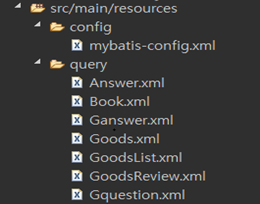 src/main/resources
config
mybatis-config.xml
query
Answer.xml
Book.xml
Ganswer.xml
Goods.xml
GoodsList.xml
GoodsReview.xml
Gquestion.xml